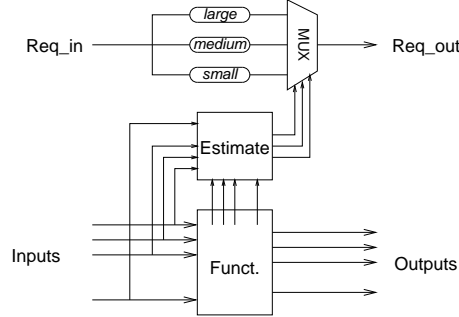 large
Req_in
medium
MUX
Req_out
small
Estimate
Inputs
Funct.
Outputs